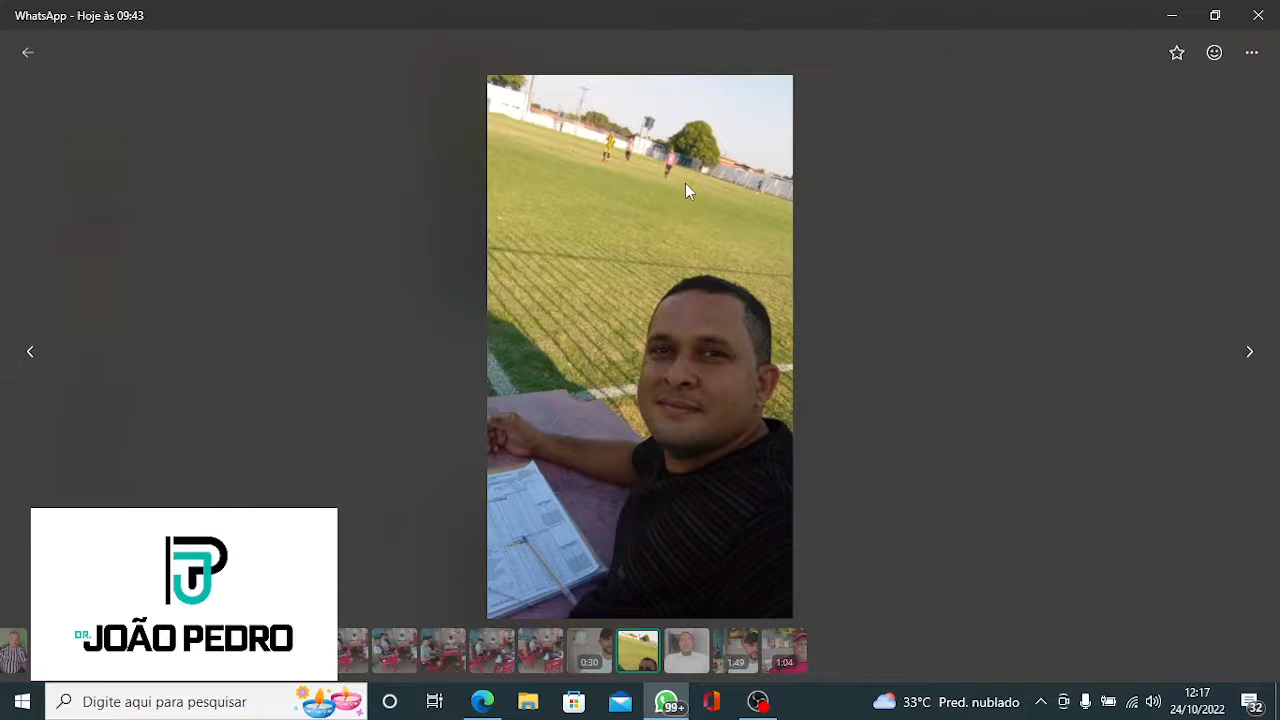 WhatsApp - Hoje às 09:43
DR. JOÃO PEDRO
0:30
1:49
1:04
Digite aqui para pesquisar
99+
33°C Pred. nublado
12:17
24/10/2022
32